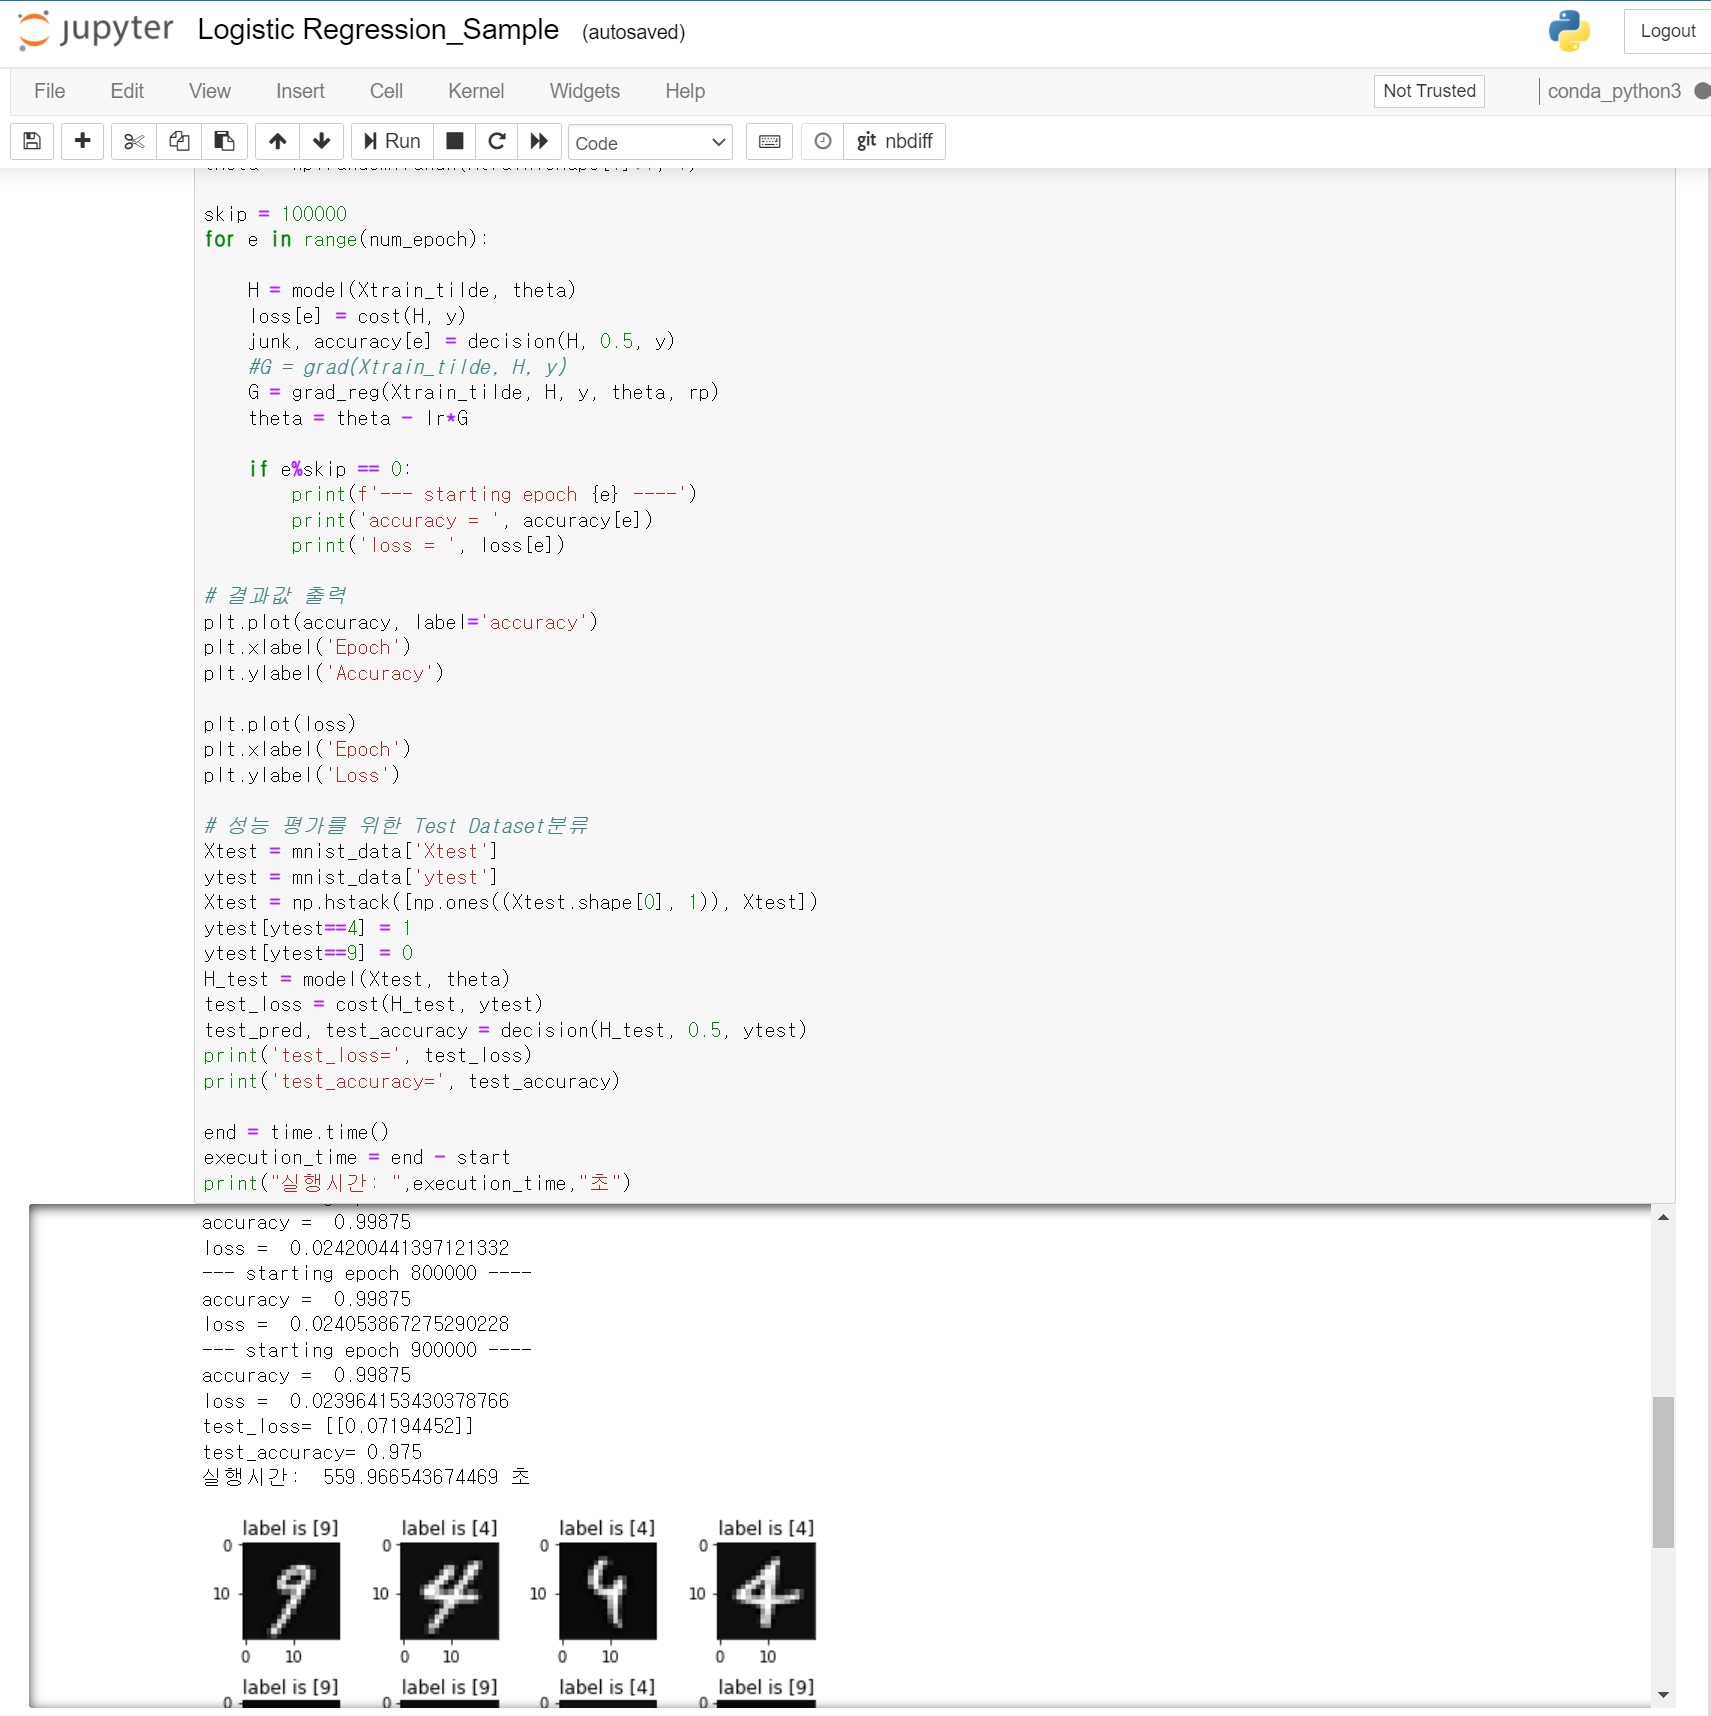 jupyter Logistic Regression_Sample (autosaved) Logout
File Edit View Insert Cell Kernel Widgets Help Not Trusted conda_python3
Run Code git nbdiff
skip = 100000
for e in range(num_epoch):
H = model(Xtrain_tilde, theta)
loss[e] = cost(H, y)
junk, accuracy[e] = decision(H, 0.5, y)
#G = grad(Xtrain_tilde, H, y)
G = grad_reg(Xtrain_tilde, H, y, theta, rp)
theta = theta - lr*G
if e%skip == 0:
print(f'--- starting epoch {e} ----')
print('accuracy = ', accuracy[e])
print('loss = ', loss[e])
# 결과값 출력
plt.plot(accuracy, label='accuracy')
plt.xlabel('Epoch')
plt.ylabel('Accuracy')
plt.plot(loss)
plt.xlabel('Epoch')
plt.ylabel('Loss')
# 성능 평가를 위한 Test Dataset분류
Xtest = mnist_data['Xtest']
ytest = mnist_data['ytest']
Xtest = np.hstack([np.ones((Xtest.shape[0], 1)), Xtest])
ytest[ytest==4] = 1
ytest[ytest==9] = 0
H_test = model(Xtest, theta)
test_loss = cost(H_test, ytest)
test_pred, test_accuracy = decision(H_test, 0.5, ytest)
print('test_loss=', test_loss)
print('test_accuracy=', test_accuracy)
end = time.time()
execution_time = end - start
print("실행시간: ",execution_time,"초")
accuracy =  0.99875
loss =  0.024200441397121332
--- starting epoch 800000 ----
accuracy =  0.99875
loss =  0.024053867275290228
--- starting epoch 900000 ----
accuracy =  0.99875
loss =  0.023964153430378766
test_loss= [[0.07194452]]
test_accuracy= 0.975
실행시간:  559.966543674469 초
label is [9] label is [4] label is [4] label is [4]
0 0 0 0
10 9 10 4 10 4 10 4
0 10 0 10 0 10 0 10
label is [9] label is [9] label is [4] label is [9]
0 0 0 0